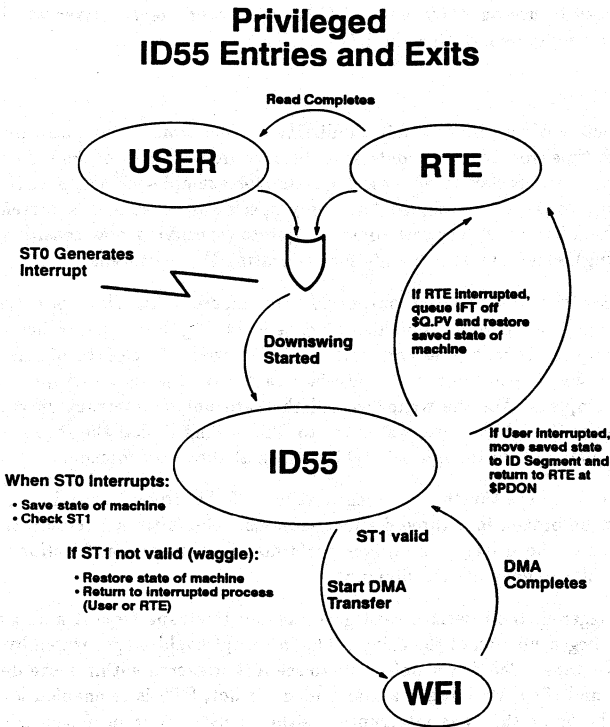 Privileged
ID55 Entries and Exits
Read Completes
USER
RTE
ST0 Generates
Interrupt
If RTE interrupted,
queue IFT off
$Q.PV and restore
saved state of
machine
Downswing
Started
If User interrupted,
move saved state
to ID Segment and
return to RTE at
$PDON
ID55
When ST0 interrupts:
• Save state of machine
• Check ST1
ST1 valid
If ST1 not valid (waggle):
• Restore state of machine
• Return to interrupted process
(User or RTE)
Start DMA
Transfer
DMA
Completes
WFI